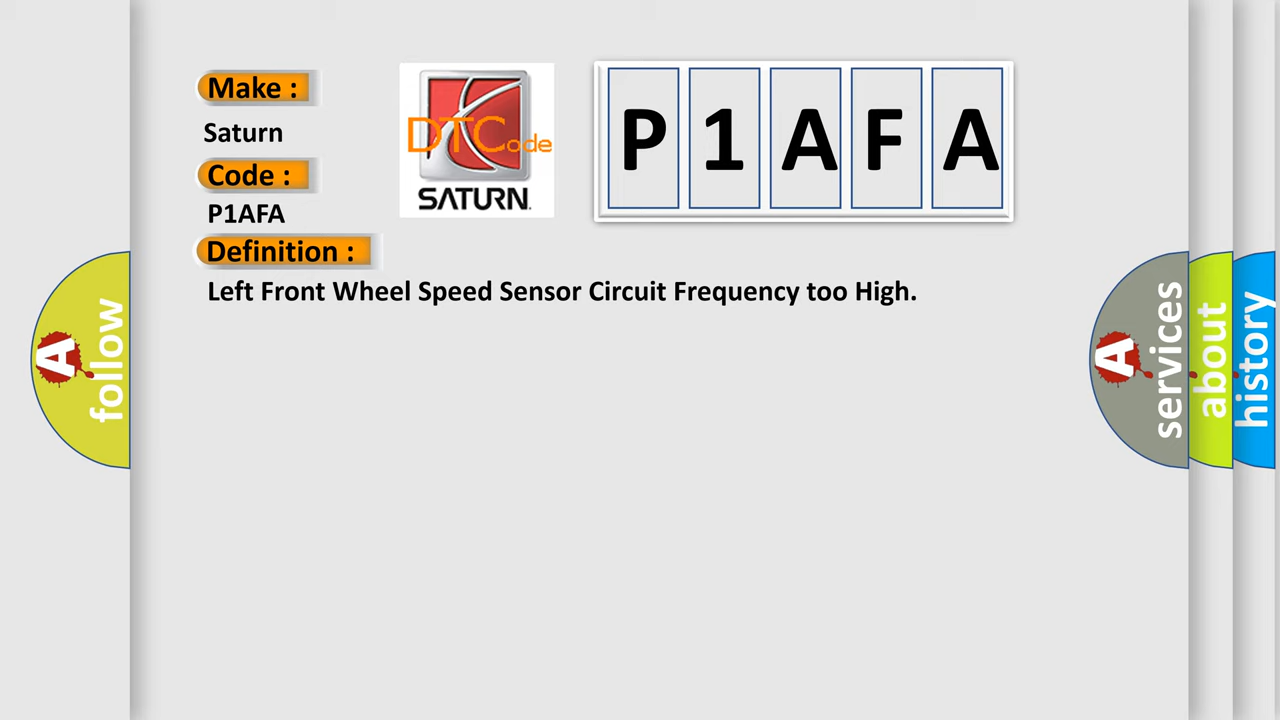 Make :
Saturn
Code :
P1AFA
Definition :
Left Front Wheel Speed Sensor Circuit Frequency too High.
DTCode
SATURN.
P 1 A F A
A follow
A services
about
history